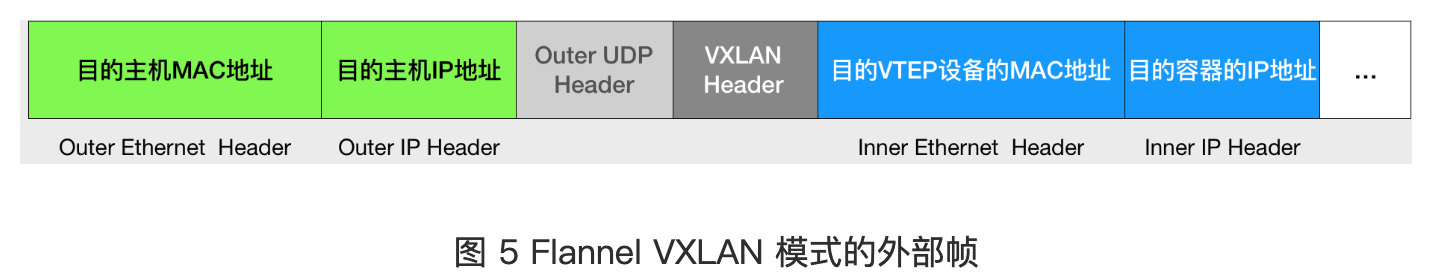 目的主机MAC地址
目的主机IP地址
Outer UDP
Header
VXLAN
Header
目的VTEP设备的MAC地址
目的容器的IP地址
...
Outer Ethernet Header
Outer IP Header
Inner Ethernet Header
Inner IP Header
图 5 Flannel VXLAN 模式的外部帧